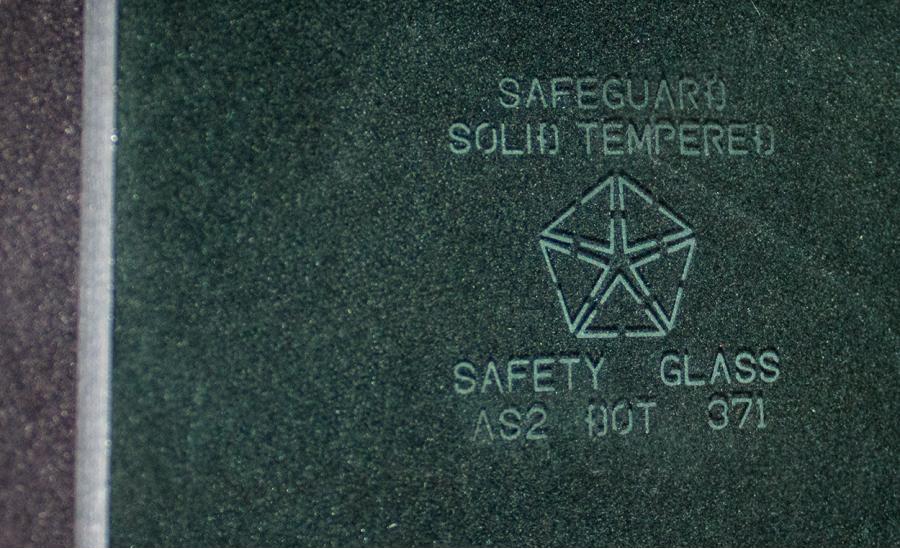 SAFEGUARD
SOLID TEMPERED
SAFETY GLASS
AS2 DOT 371